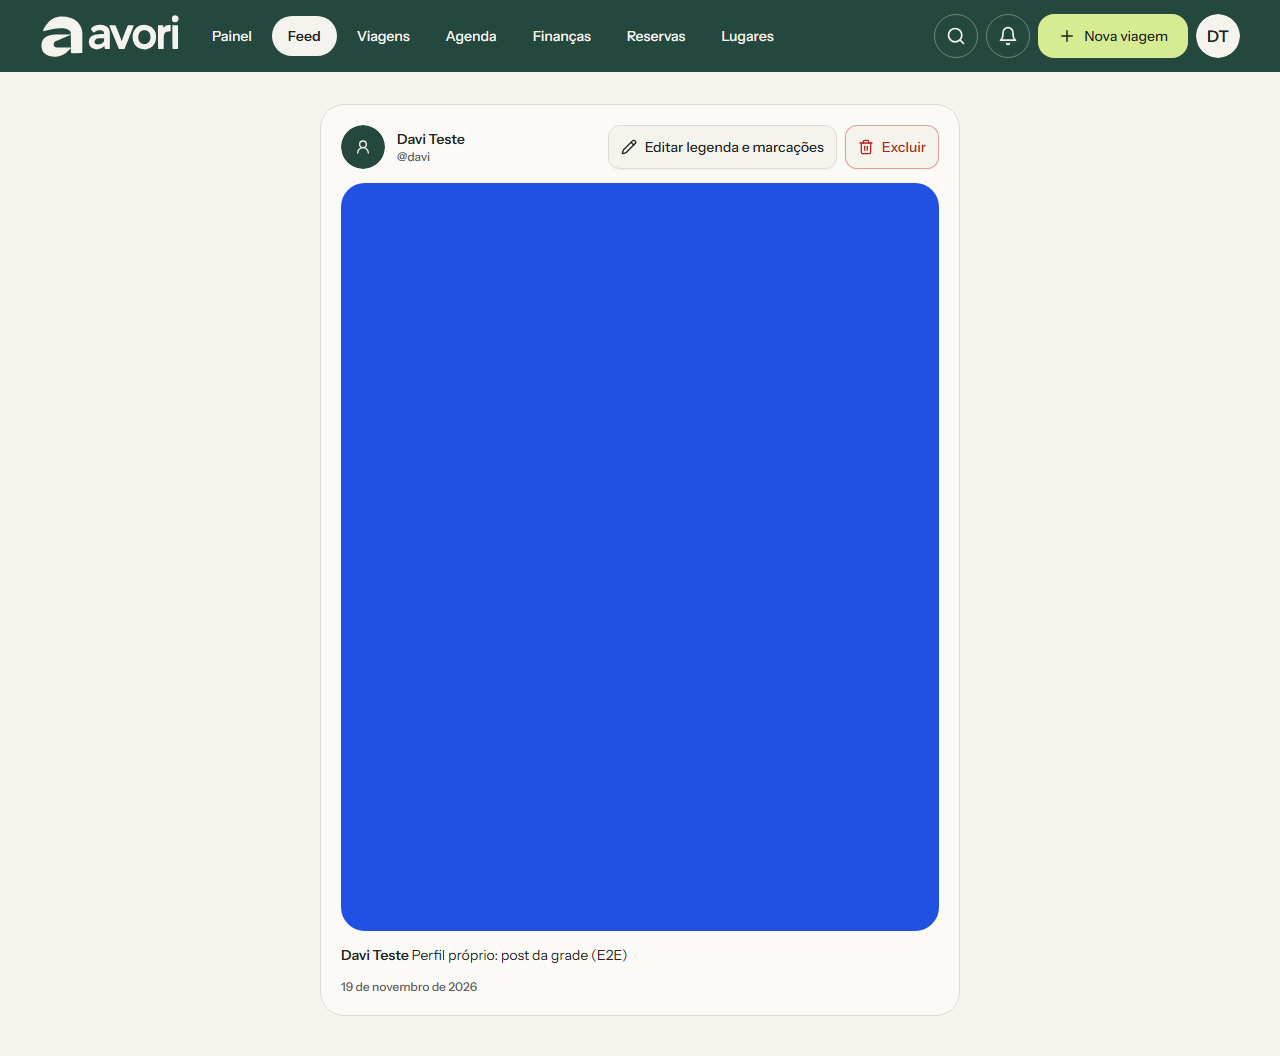 avori
Painel
Feed
Viagens
Agenda
Finanças
Reservas
Lugares
Nova viagem
DT
Davi Teste
@davi
Editar legenda e marcações
Excluir
Davi Teste Perfil próprio: post da grade (E2E)
19 de novembro de 2026